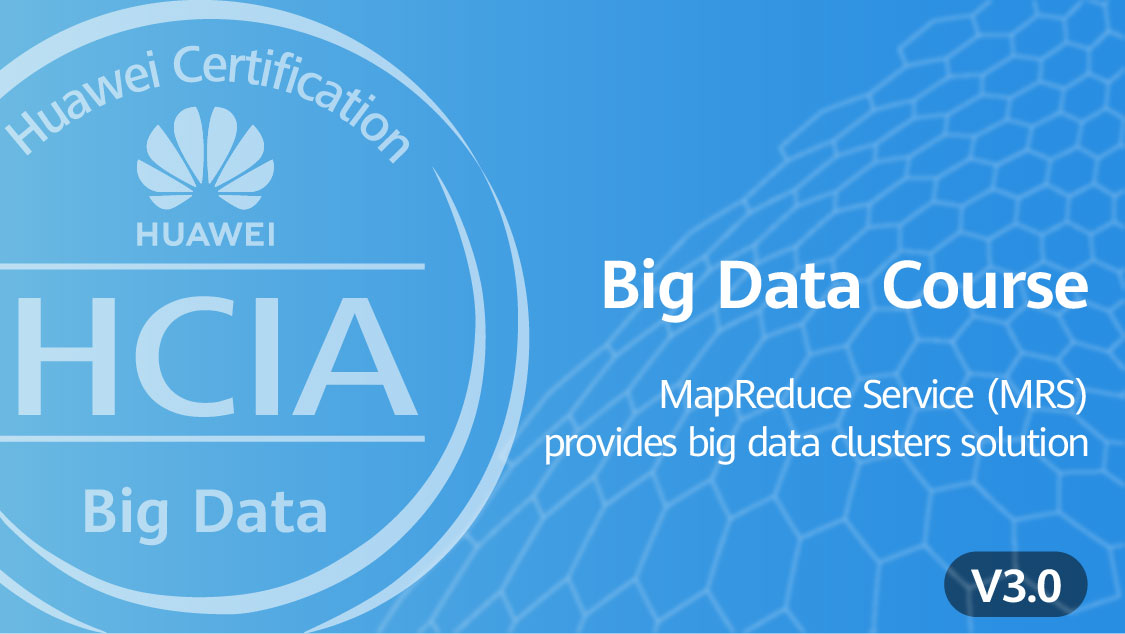 Huawei Certification
HUAWEI
HCIA
Big Data
Big Data Course
MapReduce Service (MRS)
provides big data clusters solution
V3.0